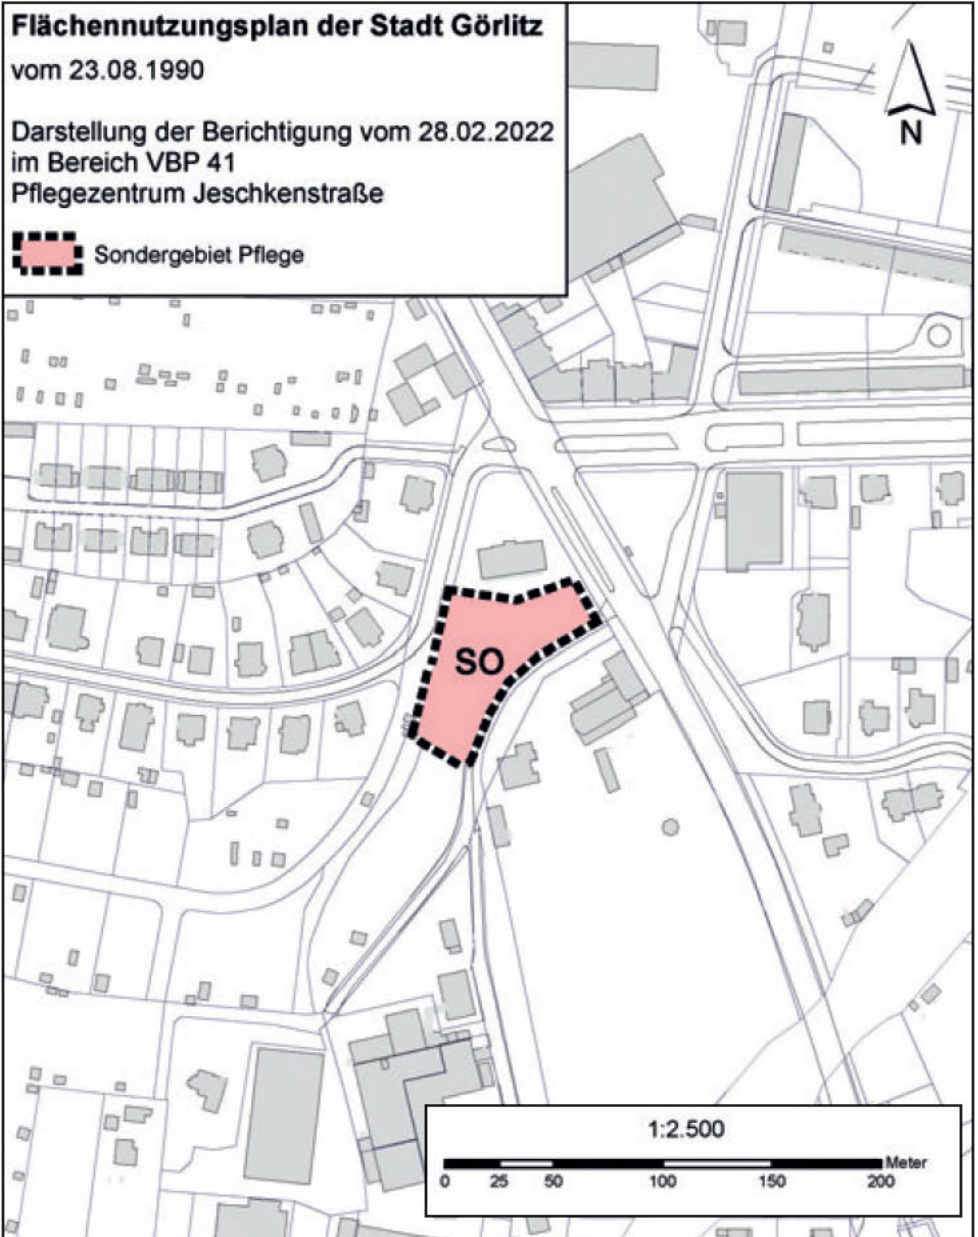 Flächennutzungsplan der Stadt Görlitz
vom 23.08.1990
Darstellung der Berichtigung vom 28.02.2022
im Bereich VBP 41
Pflegezentrum Jeschkenstraße
Sondergebiet Pflege
N
SO
1:2.500
Meter
0 25 50 100 150 200